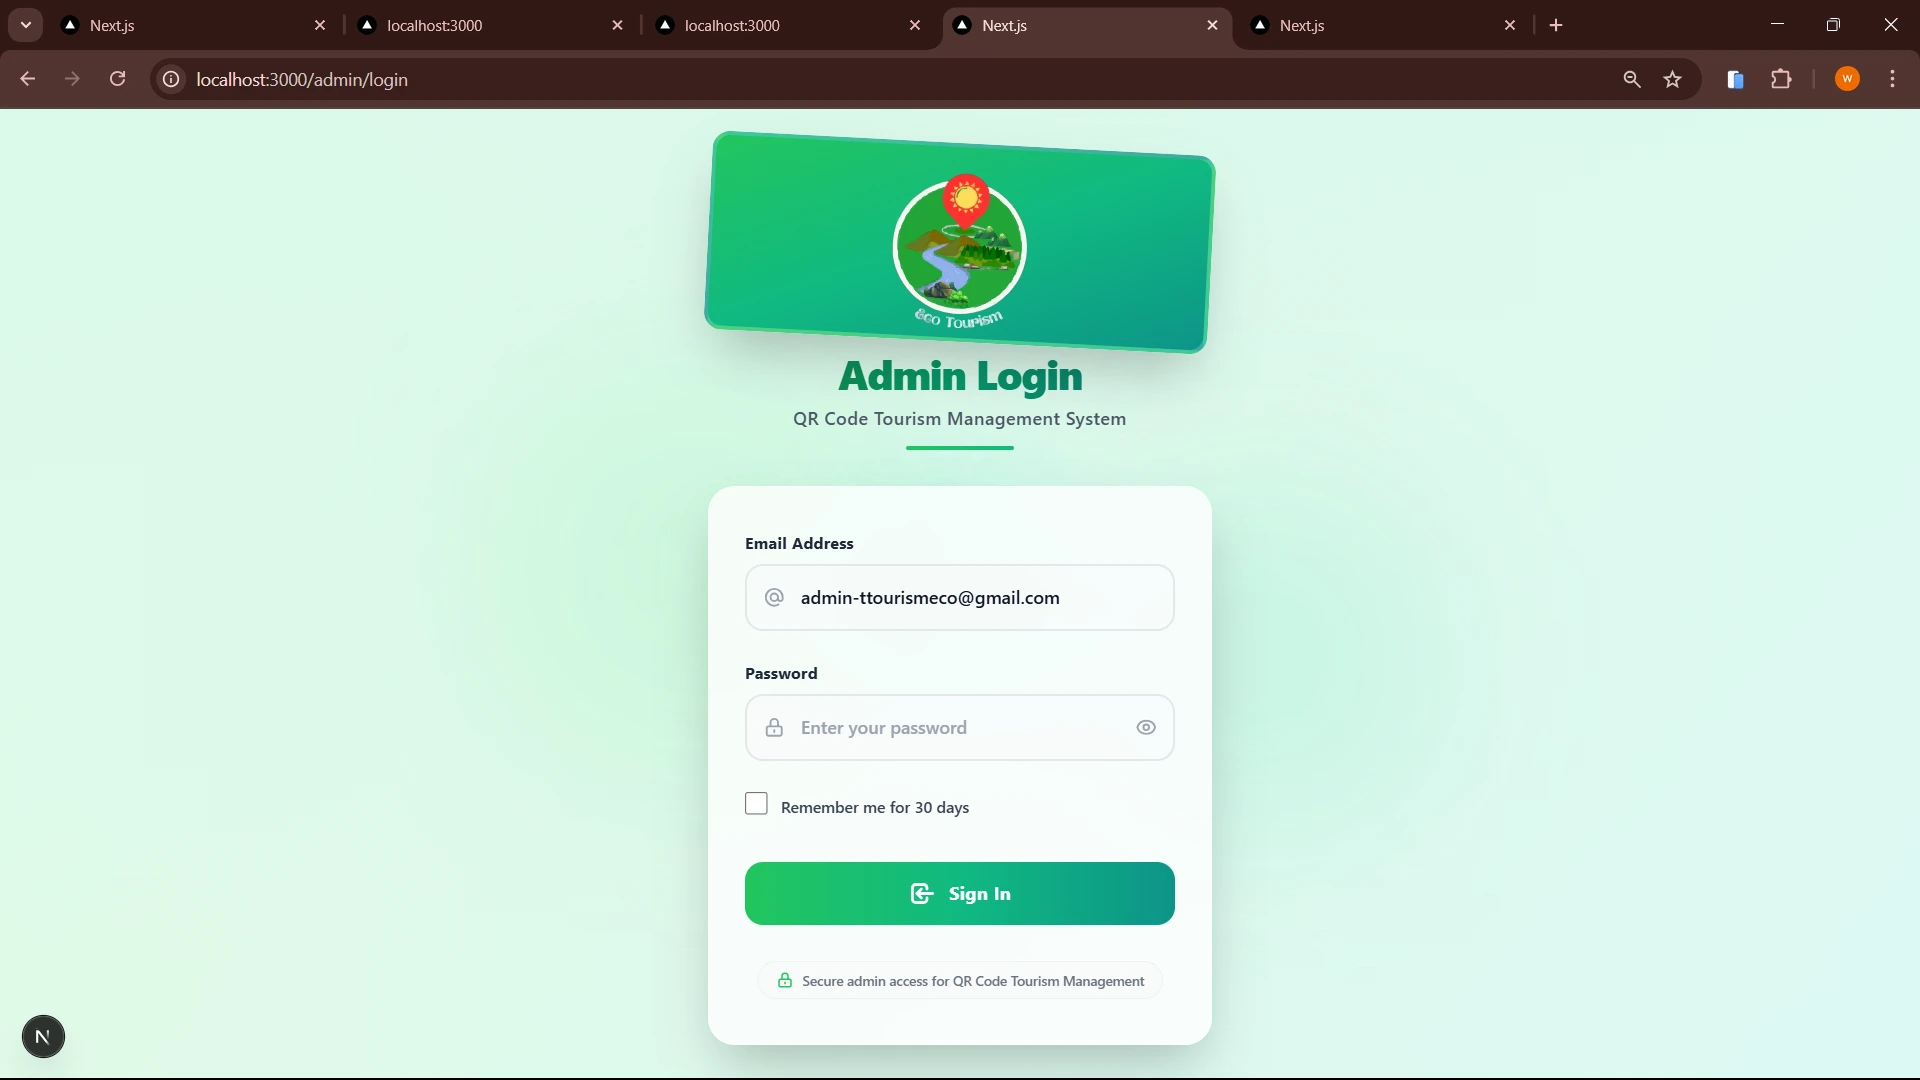 Next.js
localhost:3000
localhost:3000
Next.js
Next.js
localhost:3000/admin/login
W
Eco Tourism
Admin Login
QR Code Tourism Management System
Email Address
admin-ttourismeco@gmail.com
Password
Enter your password
Remember me for 30 days
Sign In
Secure admin access for QR Code Tourism Management
N